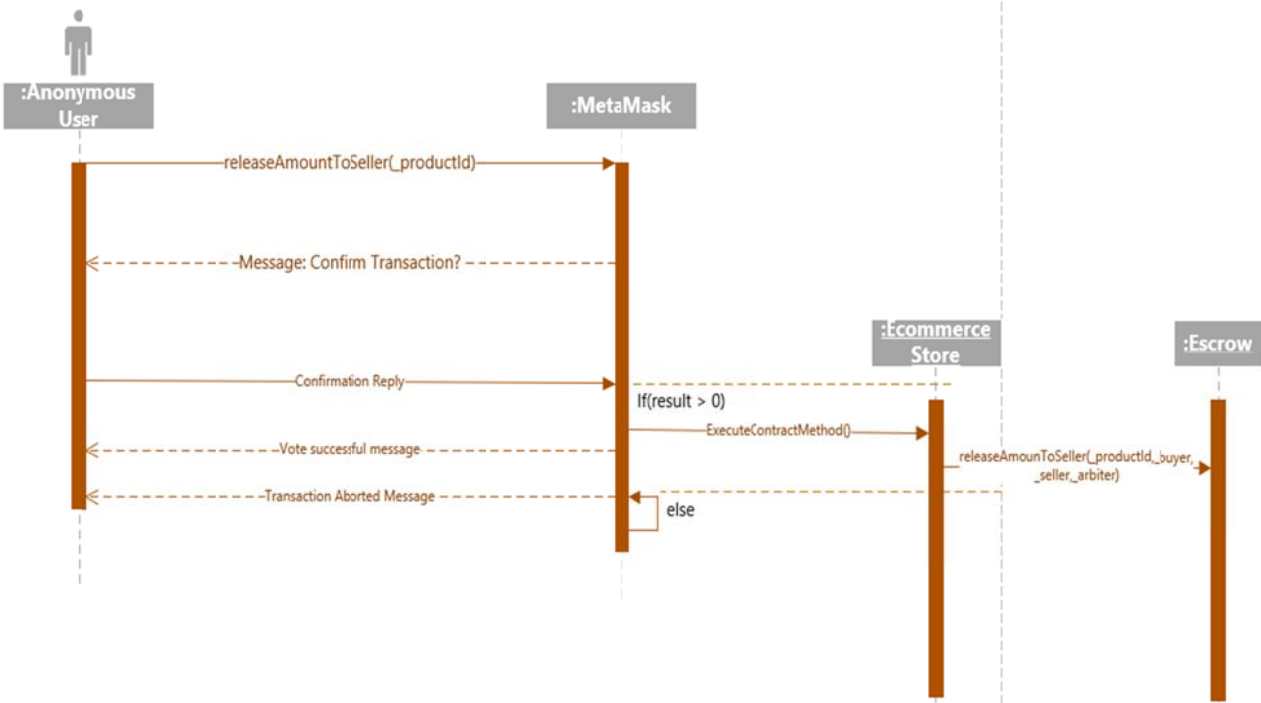 :Anonymous
User
:MetaMask
releaseAmountToSeller(_productId)
Message: Confirm Transaction?
:Ecommerce
Store
:Escrow
Confirmation Reply
If(result > 0)
ExecuteContractMethod()
Vote successful message
releaseAmounToSeller(_productId,_buyer,
_seller,_arbiter)
Transaction Aborted Message
else